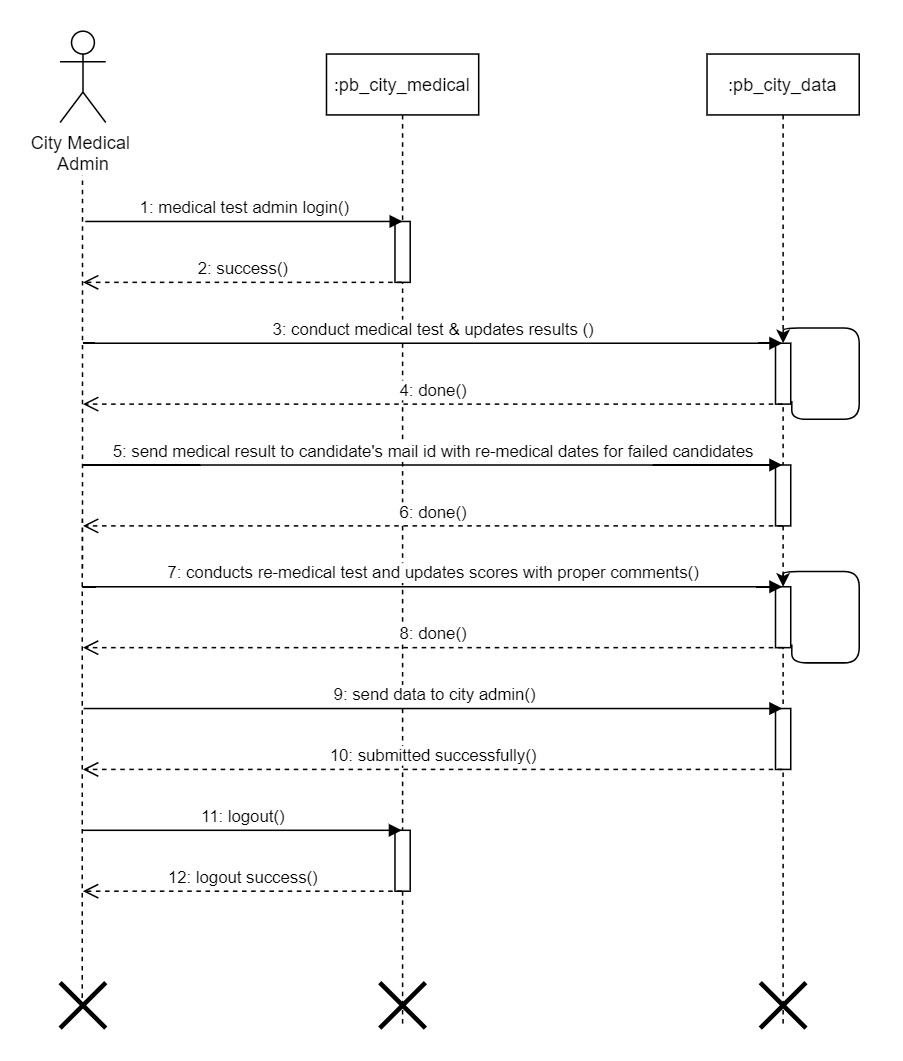 :pb_city_medical
:pb_city_data
City Medical
Admin
1: medical test admin login()
2: success()
3: conduct medical test & updates results ()
4: done()
5: send medical result to candidate's mail id with re-medical dates for failed candidates
6: done()
7: conducts re-medical test and updates scores with proper comments()
8: done()
9: send data to city admin()
10: submitted successfully()
11: logout()
12: logout success()